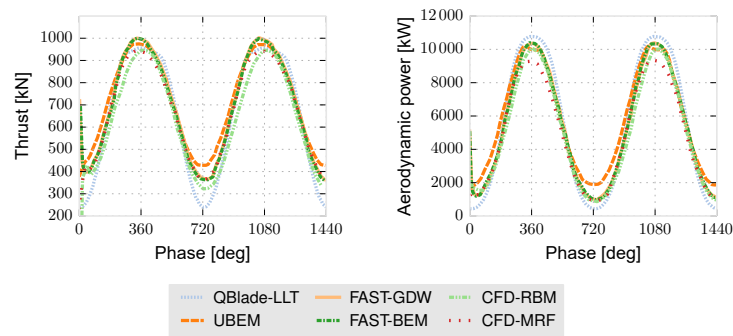 1000
900
800
700
600
500
400
300
200
Thrust [kN]
0 360 720 1080 1440
Phase [deg]
12 000
10 000
8000
6000
4000
2000
0
Aerodynamic power [kW]
0 360 720 1080 1440
Phase [deg]
QBlade-LLT FAST-GDW CFD-RBM
UBEM FAST-BEM CFD-MRF